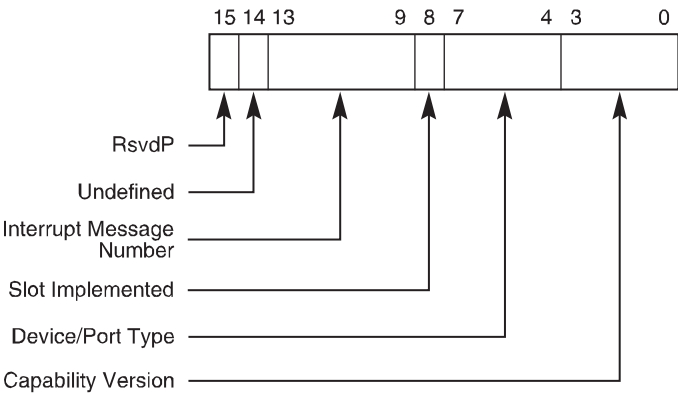 15 14 13 9 8 7 4 3 0
RsvdP
Undefined
Interrupt Message
Number
Slot Implemented
Device/Port Type
Capability Version